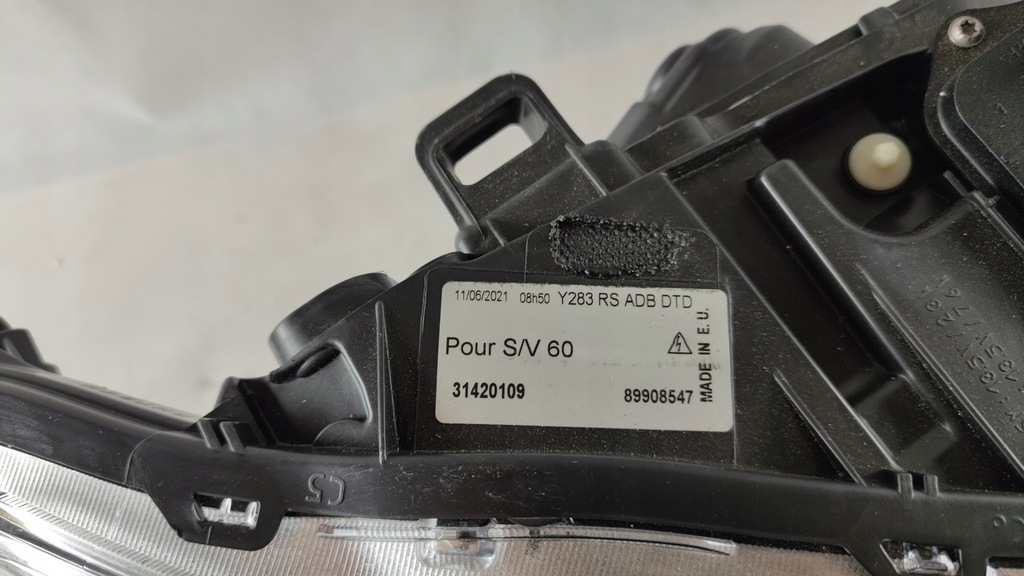 11/06/2021 08h50 Y283 RS ADB DTD
Pour S/V 60
31420109
89908547
MADE IN E. U.
C5